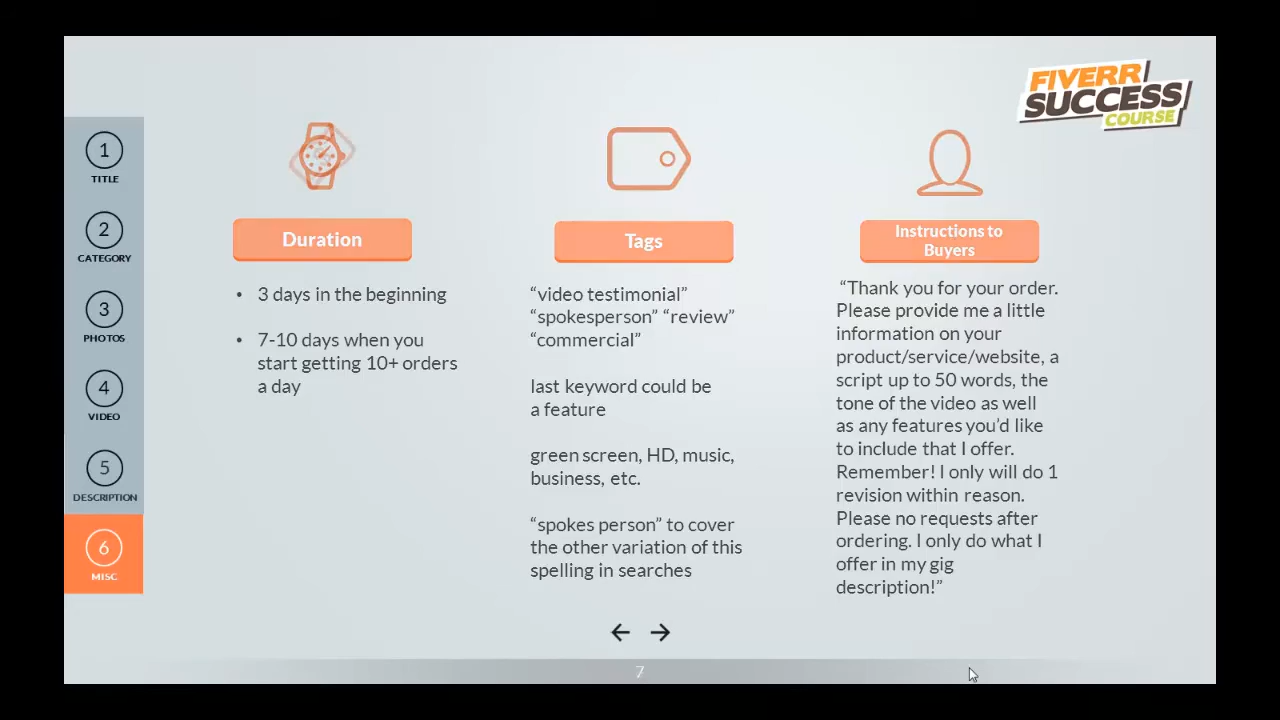 FIVERR
SUCCESS
COURSE
1
TITLE
2
CATEGORY
3
PHOTOS
4
VIDEO
5
DESCRIPTION
6
MISC
Duration
• 3 days in the beginning
• 7-10 days when you
start getting 10+ orders
a day
Tags
“video testimonial”
“spokesperson” “review”
“commercial”
last keyword could be
a feature
green screen, HD, music,
business, etc.
“spokes person” to cover
the other variation of this
spelling in searches
Instructions to
Buyers
“Thank you for your order.
Please provide me a little
information on your
product/service/website, a
script up to 50 words, the
tone of the video as well
as any features you’d like
to include that I offer.
Remember! I only will do 1
revision within reason.
Please no requests after
ordering. I only do what I
offer in my gig
description!”
7